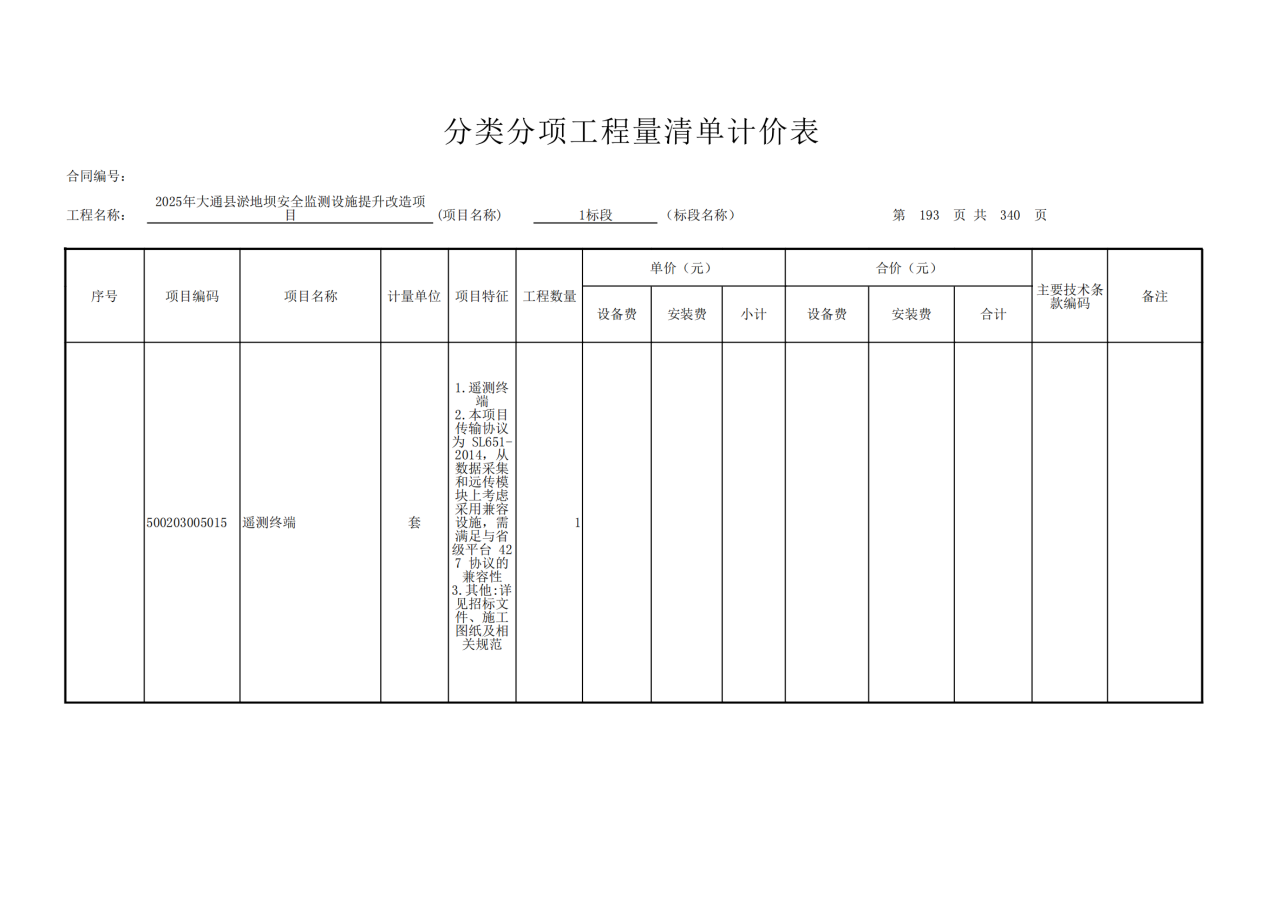 分类分项工程量清单计价表
合同编号：
2025年大通县淤地坝安全监测设施提升改造项
工程名称： 目 (项目名称) 1标段 （标段名称） 第 193 页 共 340 页
序号 项目编码 项目名称 计量单位 项目特征 工程数量 单价（元） 合价（元） 主要技术条 备注
款编码
设备费 安装费 小计 设备费 安装费 合计
500203005015 遥测终端 套 1
1.遥测终
端
2.本项目
传输协议
为 SL651-
2014，从
数据采集
和远传模
块上考虑
采用兼容
设施，需
满足与省
级平台 42
7 协议的
兼容性
3.其他:详
见招标文
件、施工
图纸及相
关规范